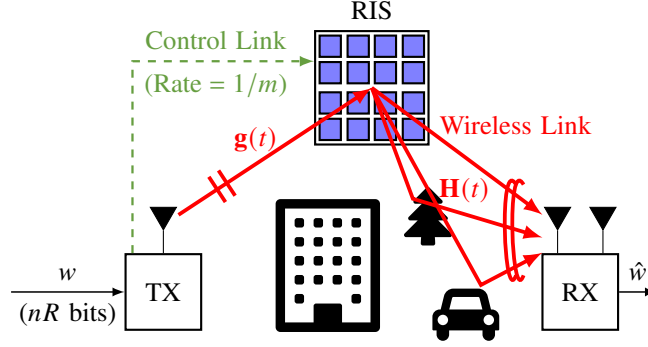 RIS
Control Link
(Rate = 1/m)
Wireless Link
g(t)
H(t)
w
(nR bits)
TX
RX
ŵ